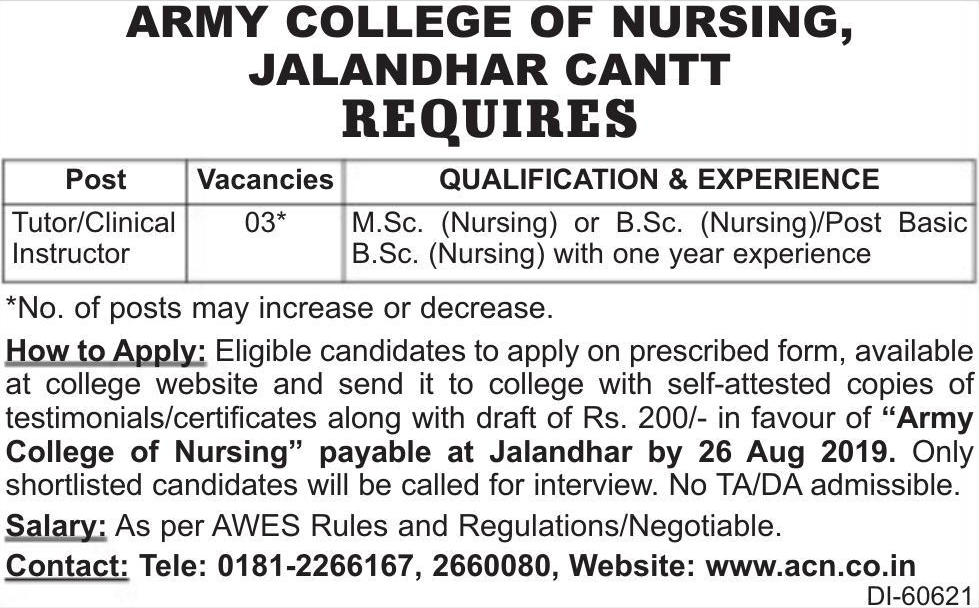 ARMY COLLEGE OF NURSING,
JALANDHAR CANTT
REQUIRES
Post Vacancies QUALIFICATION & EXPERIENCE
Tutor/Clinical 03* M.Sc. (Nursing) or B.Sc. (Nursing)/Post Basic
Instructor B.Sc. (Nursing) with one year experience
*No. of posts may increase or decrease.
How to Apply: Eligible candidates to apply on prescribed form, available
at college website and send it to college with self-attested copies of
testimonials/certificates along with draft of Rs. 200/- in favour of “Army
College of Nursing” payable at Jalandhar by 26 Aug 2019. Only
shortlisted candidates will be called for interview. No TA/DA admissible.
Salary: As per AWES Rules and Regulations/Negotiable.
Contact: Tele: 0181-2266167, 2660080, Website: www.acn.co.in
DI-60621